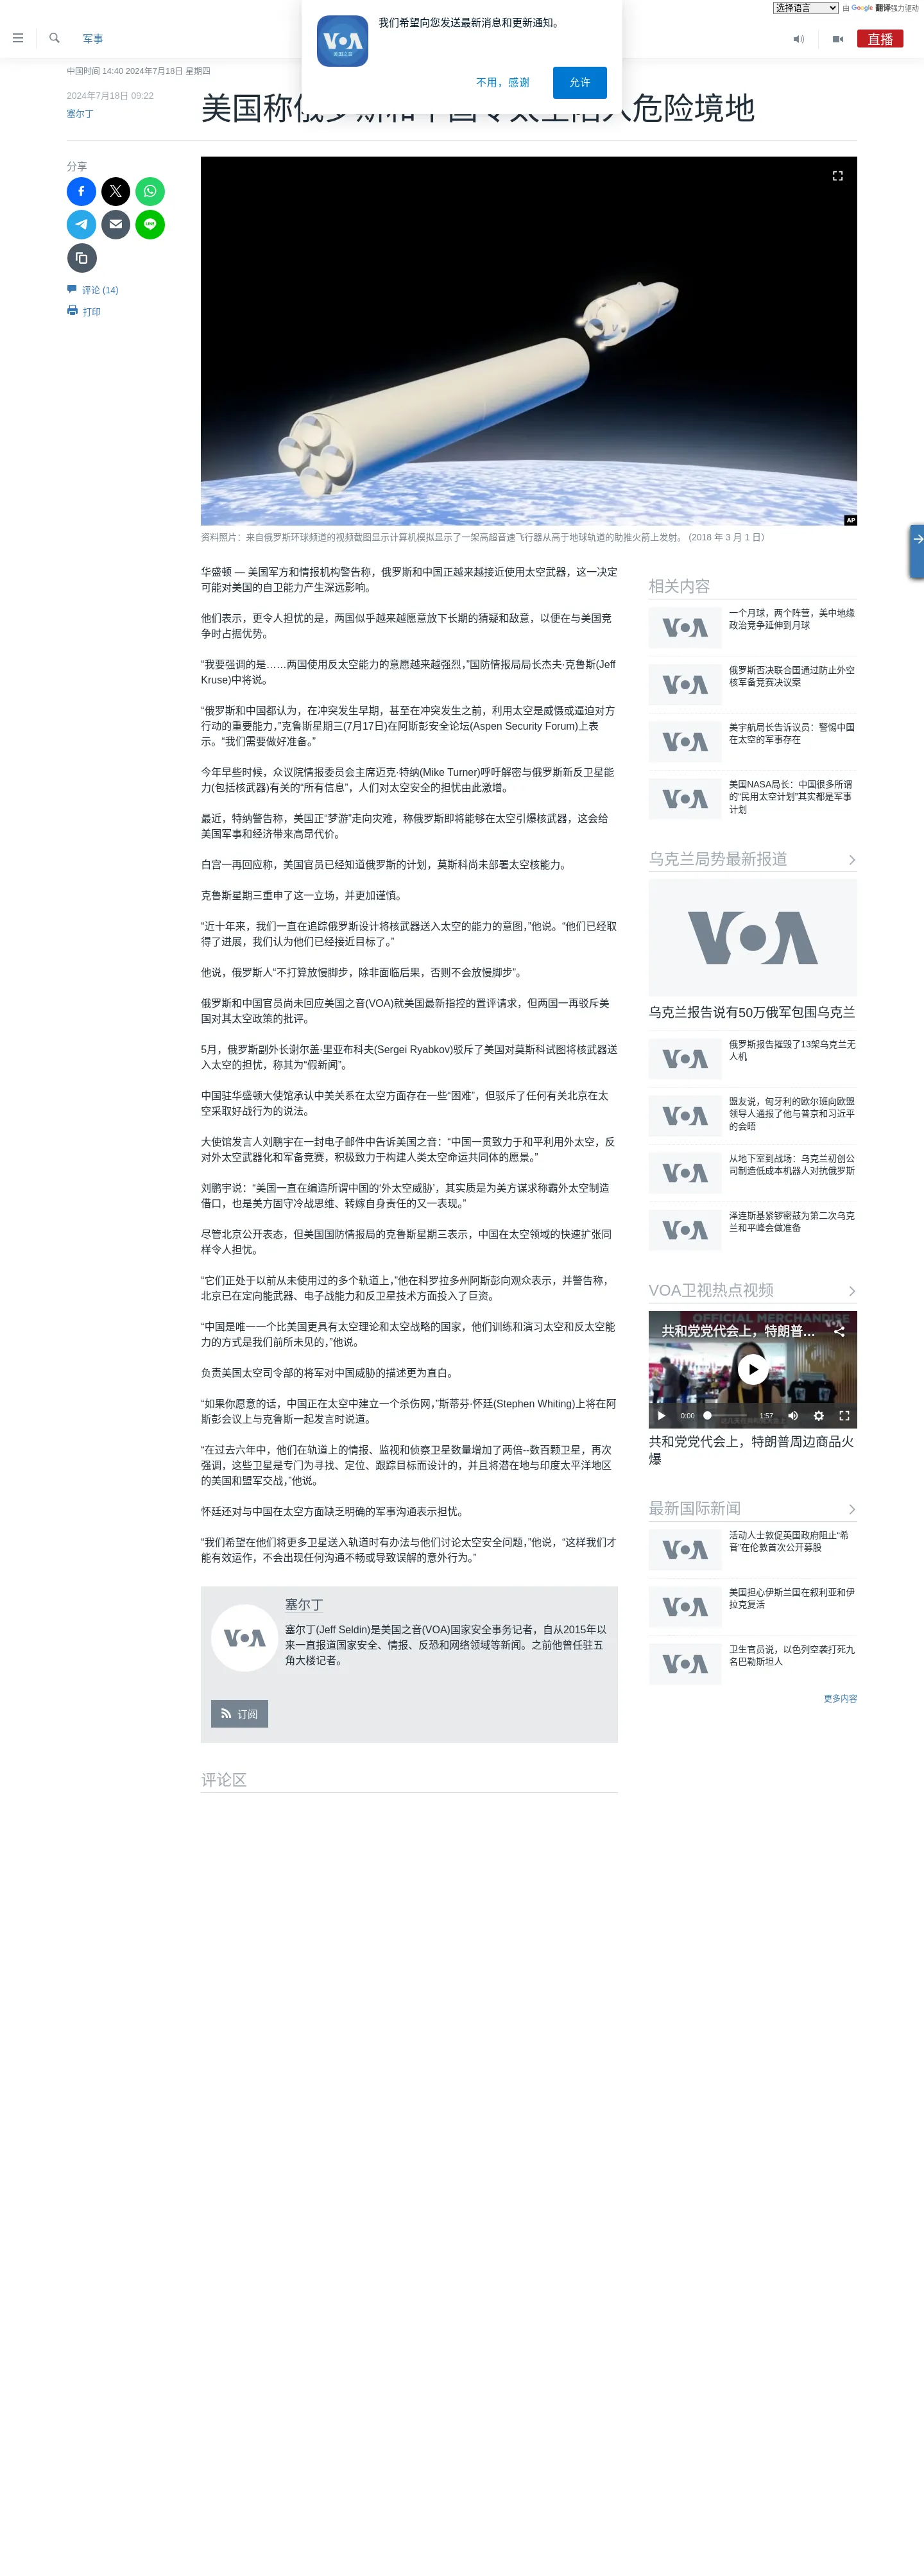 选择语言
由 Google 翻译强力驱动
军事
直播
我们希望向您发送最新消息和更新通知。
VOA
美国之音
不用，感谢
允许
中国时间 14:40 2024年7月18日 星期四
2024年7月18日 09:22
塞尔丁
美国称俄
入危险境地
分享
评论 (14)
打印
AP
资料照片：来自俄罗斯环球频道的视频截图显示计算机模拟显示了一架高超音速飞行器从高于地球轨道的助推火箭上发射。 (2018 年 3 月 1 日）
华盛顿 — 美国军方和情报机构警告称，俄罗斯和中国正越来越接近使用太空武器，这一决定
可能对美国的自卫能力产生深远影响。
他们表示，更令人担忧的是，两国似乎越来越愿意放下长期的猜疑和敌意，以便在与美国竞
争时占据优势。
“我要强调的是……两国使用反太空能力的意愿越来越强烈，”国防情报局局长杰夫·克鲁斯(Jeff
Kruse)中将说。
“俄罗斯和中国都认为，在冲突发生早期，甚至在冲突发生之前，利用太空是威慑或逼迫对方
行动的重要能力，”克鲁斯星期三(7月17日)在阿斯彭安全论坛(Aspen Security Forum)上表
示。“我们需要做好准备。”
今年早些时候，众议院情报委员会主席迈克·特纳(Mike Turner)呼吁解密与俄罗斯新反卫星能
力(包括核武器)有关的“所有信息”，人们对太空安全的担忧由此激增。
最近，特纳警告称，美国正“梦游”走向灾难，称俄罗斯即将能够在太空引爆核武器，这会给
美国军事和经济带来高昂代价。
白宫一再回应称，美国官员已经知道俄罗斯的计划，莫斯科尚未部署太空核能力。
克鲁斯星期三重申了这一立场，并更加谨慎。
“近十年来，我们一直在追踪俄罗斯设计将核武器送入太空的能力的意图，”他说。“他们已经取
得了进展，我们认为他们已经接近目标了。”
他说，俄罗斯人“不打算放慢脚步，除非面临后果，否则不会放慢脚步”。
俄罗斯和中国官员尚未回应美国之音(VOA)就美国最新指控的置评请求，但两国一再驳斥美
国对其太空政策的批评。
5月，俄罗斯副外长谢尔盖·里亚布科夫(Sergei Ryabkov)驳斥了美国对莫斯科试图将核武器送
入太空的担忧，称其为“假新闻”。
中国驻华盛顿大使馆承认中美关系在太空方面存在一些“困难”，但驳斥了任何有关北京在太
空采取好战行为的说法。
大使馆发言人刘鹏宇在一封电子邮件中告诉美国之音：“中国一贯致力于和平利用外太空，反
对外太空武器化和军备竞赛，积极致力于构建人类太空命运共同体的愿景。”
刘鹏宇说：“美国一直在编造所谓中国的‘外太空威胁’，其实质是为美方谋求称霸外太空制造
借口，也是美方固守冷战思维、转嫁自身责任的又一表现。”
尽管北京公开表态，但美国国防情报局的克鲁斯星期三表示，中国在太空领域的快速扩张同
样令人担忧。
“它们正处于以前从未使用过的多个轨道上，”他在科罗拉多州阿斯彭向观众表示，并警告称，
北京已在定向能武器、电子战能力和反卫星技术方面投入了巨资。
“中国是唯一一个比美国更具有太空理论和太空战略的国家，他们训练和演习太空和反太空能
力的方式是我们前所未见的，”他说。
负责美国太空司令部的将军对中国威胁的描述更为直白。
“如果你愿意的话，中国正在太空中建立一个杀伤网，”斯蒂芬·怀廷(Stephen Whiting)上将在阿
斯彭会议上与克鲁斯一起发言时说道。
“在过去六年中，他们在轨道上的情报、监视和侦察卫星数量增加了两倍--数百颗卫星，再次
强调，这些卫星是专门为寻找、定位、跟踪目标而设计的，并且将潜在地与印度太平洋地区
的美国和盟军交战，”他说。
怀廷还对与中国在太空方面缺乏明确的军事沟通表示担忧。
“我们希望在他们将更多卫星送入轨道时有办法与他们讨论太空安全问题，”他说，“这样我们才
能有效运作，不会出现任何沟通不畅或导致误解的意外行为。”
VOA
塞尔丁
塞尔丁(Jeff Seldin)是美国之音(VOA)国家安全事务记者，自从2015年以
来一直报道国家安全、情报、反恐和网络领域等新闻。之前他曾任驻五
角大楼记者。
订阅
评论区
相关内容
VOA
一个月球，两个阵营，美中地缘
政治竞争延伸到月球
VOA
俄罗斯否决联合国通过防止外空
核军备竞赛决议案
VOA
美宇航局长告诉议员：警惕中国
在太空的军事存在
VOA
美国NASA局长：中国很多所谓
的“民用太空计划”其实都是军事
计划
乌克兰局势最新报道
VOA
乌克兰报告说有50万俄军包围乌克兰
VOA
俄罗斯报告摧毁了13架乌克兰无
人机
VOA
盟友说，匈牙利的欧尔班向欧盟
领导人通报了他与普京和习近平
的会晤
VOA
从地下室到战场：乌克兰初创公
司制造低成本机器人对抗俄罗斯
VOA
泽连斯基紧锣密鼓为第二次乌克
兰和平峰会做准备
VOA卫视热点视频
OFFICIAL MERCHANDISE
共和党党代会上，特朗普...
0:00
1:57
共和党党代会上，特朗普周边商品火
爆
最新国际新闻
VOA
活动人士敦促英国政府阻止“希
音”在伦敦首次公开募股
VOA
美国担心伊斯兰国在叙利亚和伊
拉克复活
VOA
卫生官员说，以色列空袭打死九
名巴勒斯坦人
更多内容